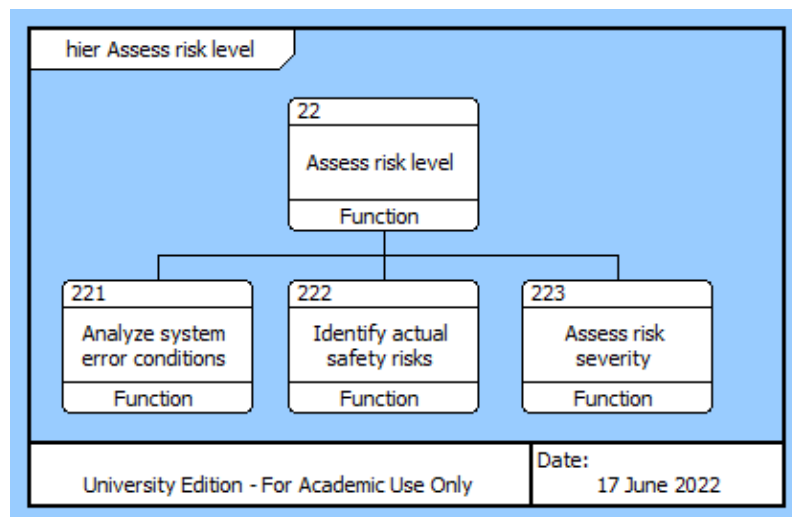 hier Assess risk level
22
Assess risk level
Function
221
Analyze system
error conditions
Function
222
Identify actual
safety risks
Function
223
Assess risk
severity
Function
University Edition - For Academic Use Only
Date:
17 June 2022